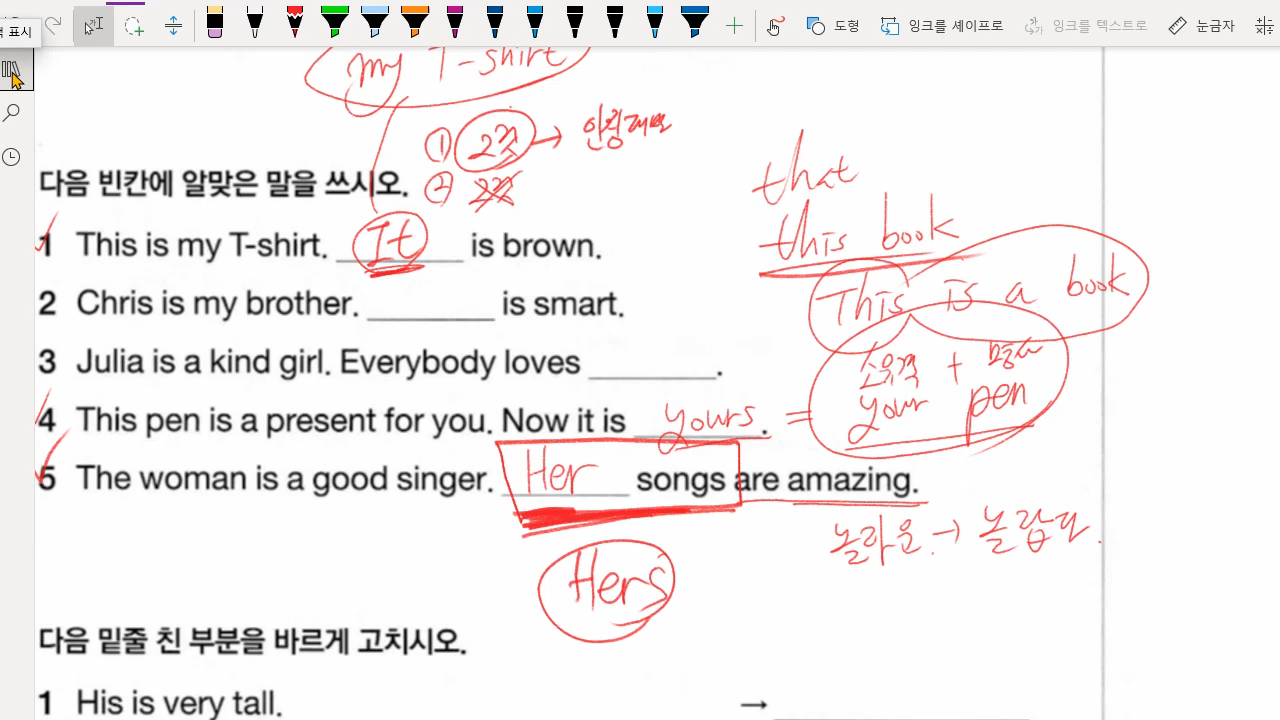 표시
도형
잉크를 셰이프로
잉크를 텍스트로
눈금자
my T-shirt
① 2형 → 인칭대명
②
다음 빈칸에 알맞은 말을 쓰시오.
that
this book
1 This is my T-shirt. It is brown.
This is a book
2 Chris is my brother. ________ is smart.
3 Julia is a kind girl. Everybody loves ________.
소유격 + 명사
4 This pen is a present for you. Now it is yours. = your pen
5 The woman is a good singer. Her songs are amazing.
놀라운 → 놀랍다.
Hers
다음 밑줄 친 부분을 바르게 고치시오.
1 His is very tall. →